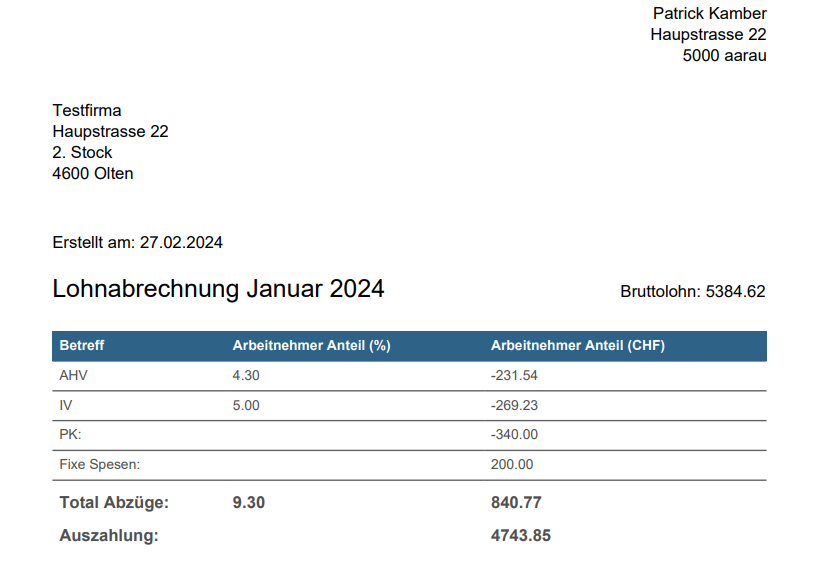 Patrick Kamber
Haupstrasse 22
5000 aarau
Testfirma
Haupstrasse 22
2. Stock
4600 Olten
Erstellt am: 27.02.2024
Lohnabrechnung Januar 2024 Bruttolohn: 5384.62
Betreff Arbeitnehmer Anteil (%) Arbeitnehmer Anteil (CHF)
AHV 4.30 -231.54
IV 5.00 -269.23
PK: -340.00
Fixe Spesen: 200.00
Total Abzüge: 9.30 840.77
Auszahlung: 4743.85